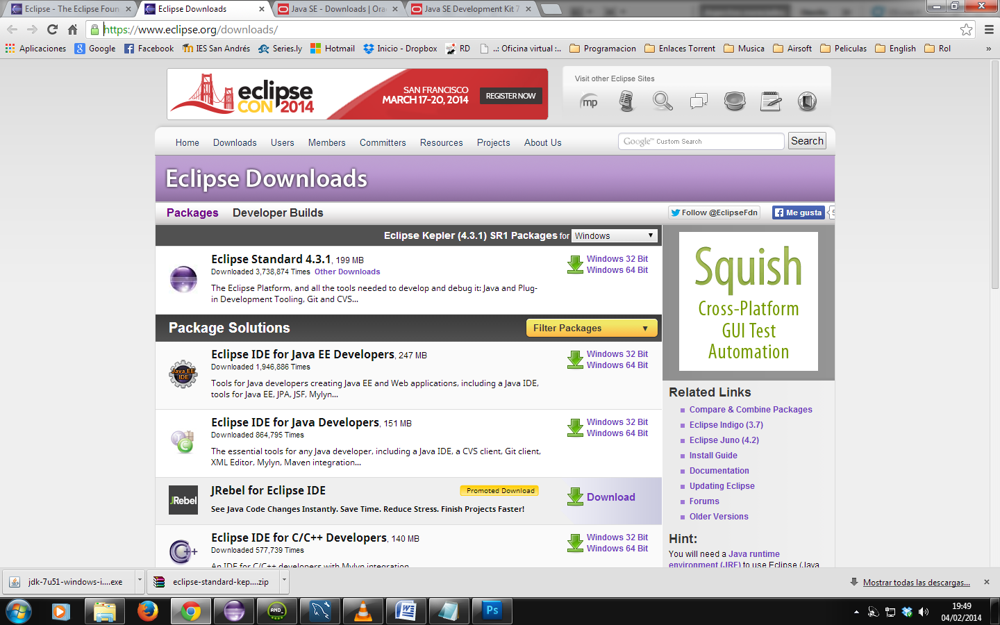 Eclipse - The Eclipse Foun
Eclipse Downloads
Java SE - Downloads | Ora
Java SE Development Kit 7
https://www.eclipse.org/downloads/
Aplicaciones
Google
Facebook
IES San Andrés
Series.ly
Hotmail
Inicio - Dropbox
RD
..: Oficina virtual :..
Programacion
Enlaces Torrent
Musica
Airsoft
Peliculas
English
Rol
»
eclipse
CON 2014
SAN FRANCISCO
MARCH 17-20, 2014
REGISTER NOW
Visit other Eclipse Sites
mp
Home
Downloads
Users
Members
Committers
Resources
Projects
About Us
Google™ Custom Search
Search
Eclipse Downloads
Packages
Developer Builds
Follow @EclipseFdn
Me gusta
Eclipse Kepler (4.3.1) SR1 Packages for
Windows
Eclipse Standard 4.3.1, 199 MB
Downloaded 3,738,874 Times Other Downloads
The Eclipse Platform, and all the tools needed to develop and debug it: Java and Plug-
in Development Tooling, Git and CVS...
Windows 32 Bit
Windows 64 Bit
Package Solutions
Filter Packages
Java EE
IDE
Eclipse IDE for Java EE Developers, 247 MB
Downloaded 1,946,886 Times
Tools for Java developers creating Java EE and Web applications, including a Java IDE,
tools for Java EE, JPA, JSF, Mylyn...
Windows 32 Bit
Windows 64 Bit
Eclipse IDE for Java Developers, 151 MB
Downloaded 864,795 Times
The essential tools for any Java developer, including a Java IDE, a CVS client, Git client,
XML Editor, Mylyn, Maven integration...
Windows 32 Bit
Windows 64 Bit
JRebel
JRebel for Eclipse IDE
Promoted Download
See Java Code Changes Instantly. Save Time. Reduce Stress. Finish Projects Faster!
Download
C++
Eclipse IDE for C/C++ Developers, 140 MB
Downloaded 577,739 Times
An IDE for C/C++ developers with Mylyn integration
Windows 32 Bit
Windows 64 Bit
Squish
Cross-Platform
GUI Test
Automation
Related Links
Compare & Combine Packages
Eclipse Indigo (3.7)
Eclipse Juno (4.2)
Install Guide
Documentation
Updating Eclipse
Forums
Older Versions
Hint:
You will need a Java runtime
environment (JRE) to use Eclipse (Java
jdk-7u51-windows-i....exe
eclipse-standard-kep....zip
Mostrar todas las descargas...
AND_
Ps
19:49
04/02/2014